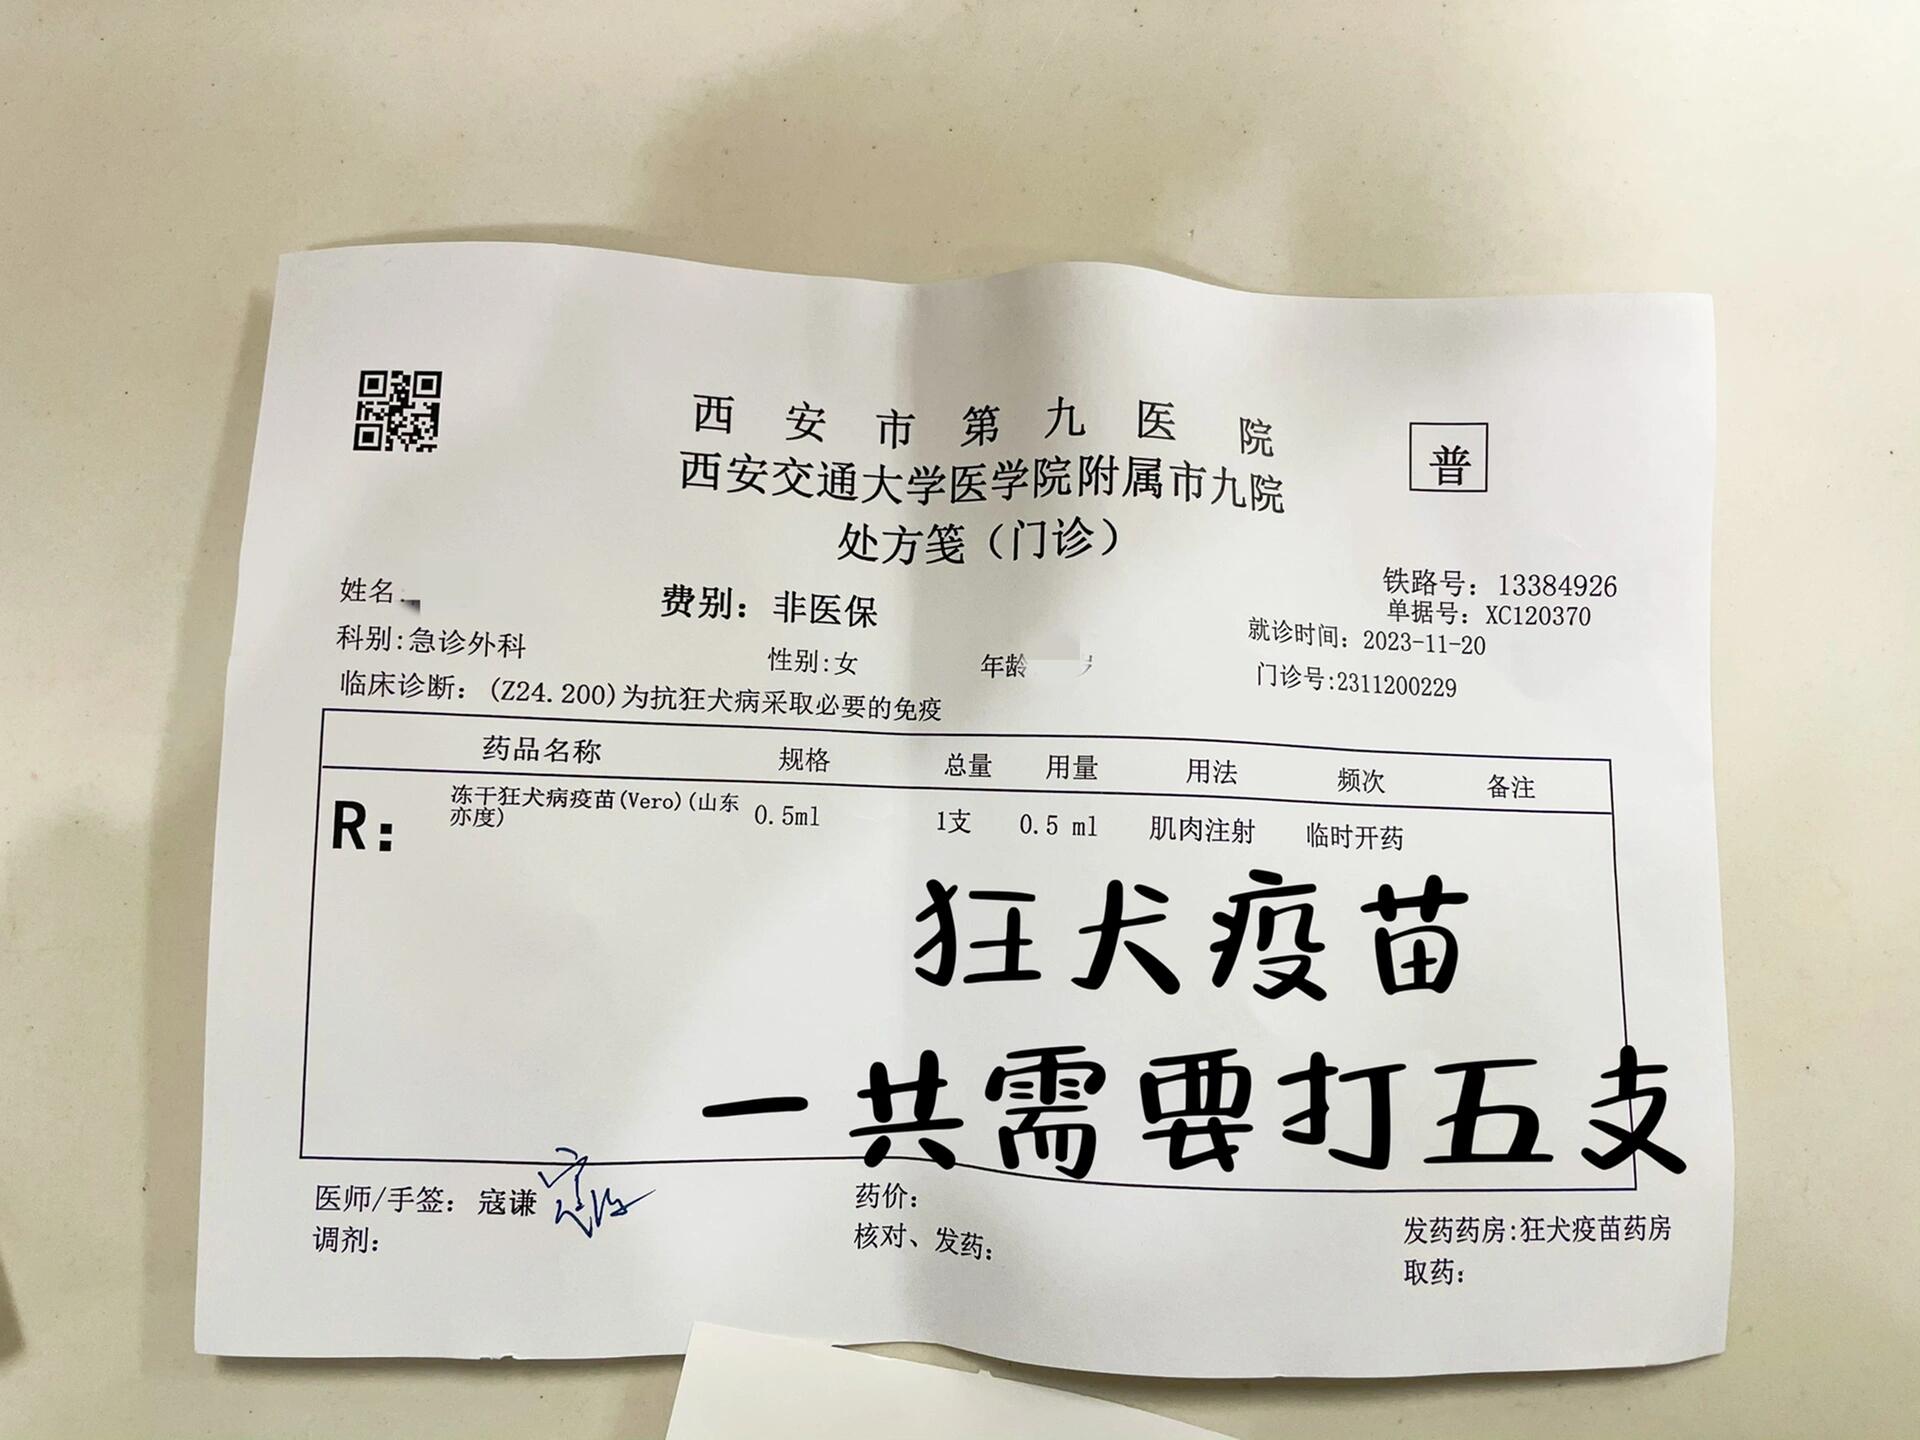 西安市第九医院
西安交通大学医学院附属市九院
处方笺（门诊）
普
铁路号：13384926
单据号：XC120370
姓名:
费别：非医保
就诊时间：2023-11-20
科别:急诊外科
性别:女
年龄
门诊号:2311200229
临床诊断：(Z24.200)为抗狂犬病采取必要的免疫
药品名称 规格 总量 用量 用法 频次 备注
R：
冻干狂犬病疫苗(Vero)(山东
亦度)
0.5ml 1支 0.5 ml 肌肉注射 临时开药
狂犬疫苗
一共需要打五支
医师/手签：寇谦
药价：
发药药房:狂犬疫苗药房
调剂：
核对、发药：
取药：